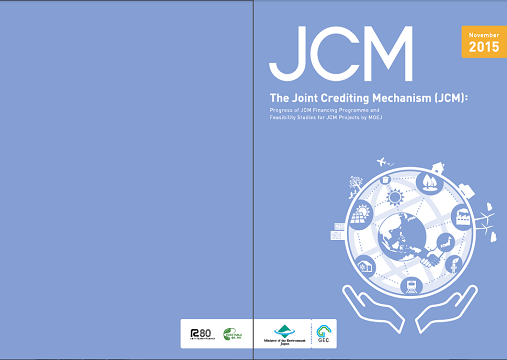 JCM
November
2015
The Joint Crediting Mechanism (JCM):
Progress of JCM Financing Programme and
Feasibility Studies for JCM Projects by MOEJ
R80
Ministry of the Environment
Japan
GEC